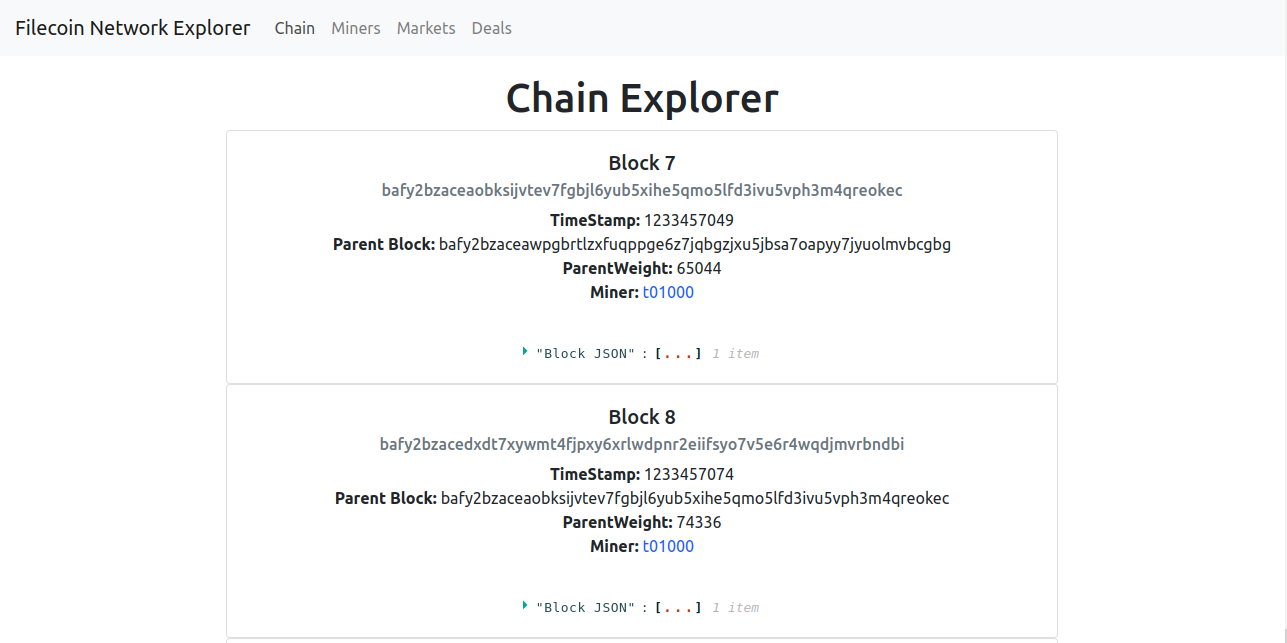 Filecoin Network Explorer Chain Miners Markets Deals
Chain Explorer
Block 7
bafy2bzaceaobksijvtev7fgbjl6yub5xihe5qmo5lfd3ivu5vph3m4qreokec
TimeStamp: 1233457049
Parent Block: bafy2bzaceawpgbrtlzxfuqppge6z7jqbgzjxu5jbsa7oapyy7jyuolmvbcgbg
ParentWeight: 65044
Miner: t01000
"Block JSON" : [...] 1 item
Block 8
bafy2bzacedxdt7xywmt4fjpxy6xrlwdpnr2eiifsyo7v5e6r4wqdjmvrbndbi
TimeStamp: 1233457074
Parent Block: bafy2bzaceaobksijvtev7fgbjl6yub5xihe5qmo5lfd3ivu5vph3m4qreokec
ParentWeight: 74336
Miner: t01000
"Block JSON" : [...] 1 item